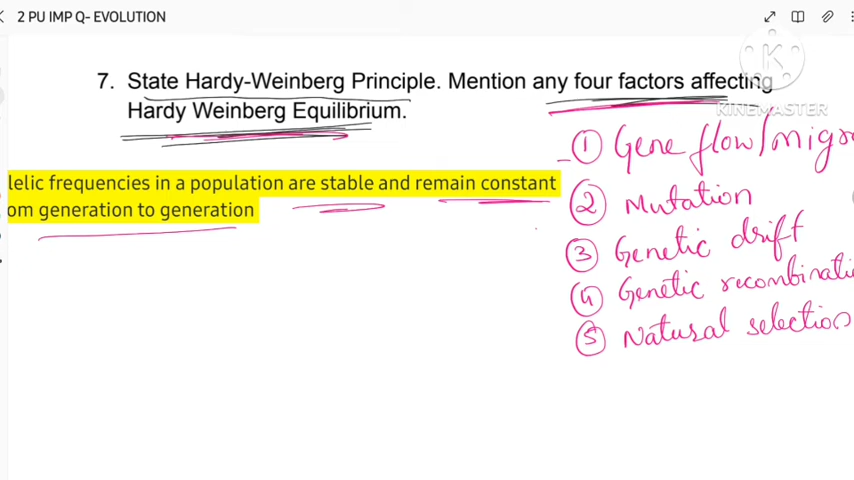 2 PU IMP Q- EVOLUTION
KINEMASTER
7. State Hardy-Weinberg Principle. Mention any four factors affecting
Hardy Weinberg Equilibrium.
① Gene flow/migra
lelic frequencies in a population are stable and remain constant
om generation to generation
② Mutation
③ Genetic drift
④ Genetic recombinatio
⑤ Natural selection